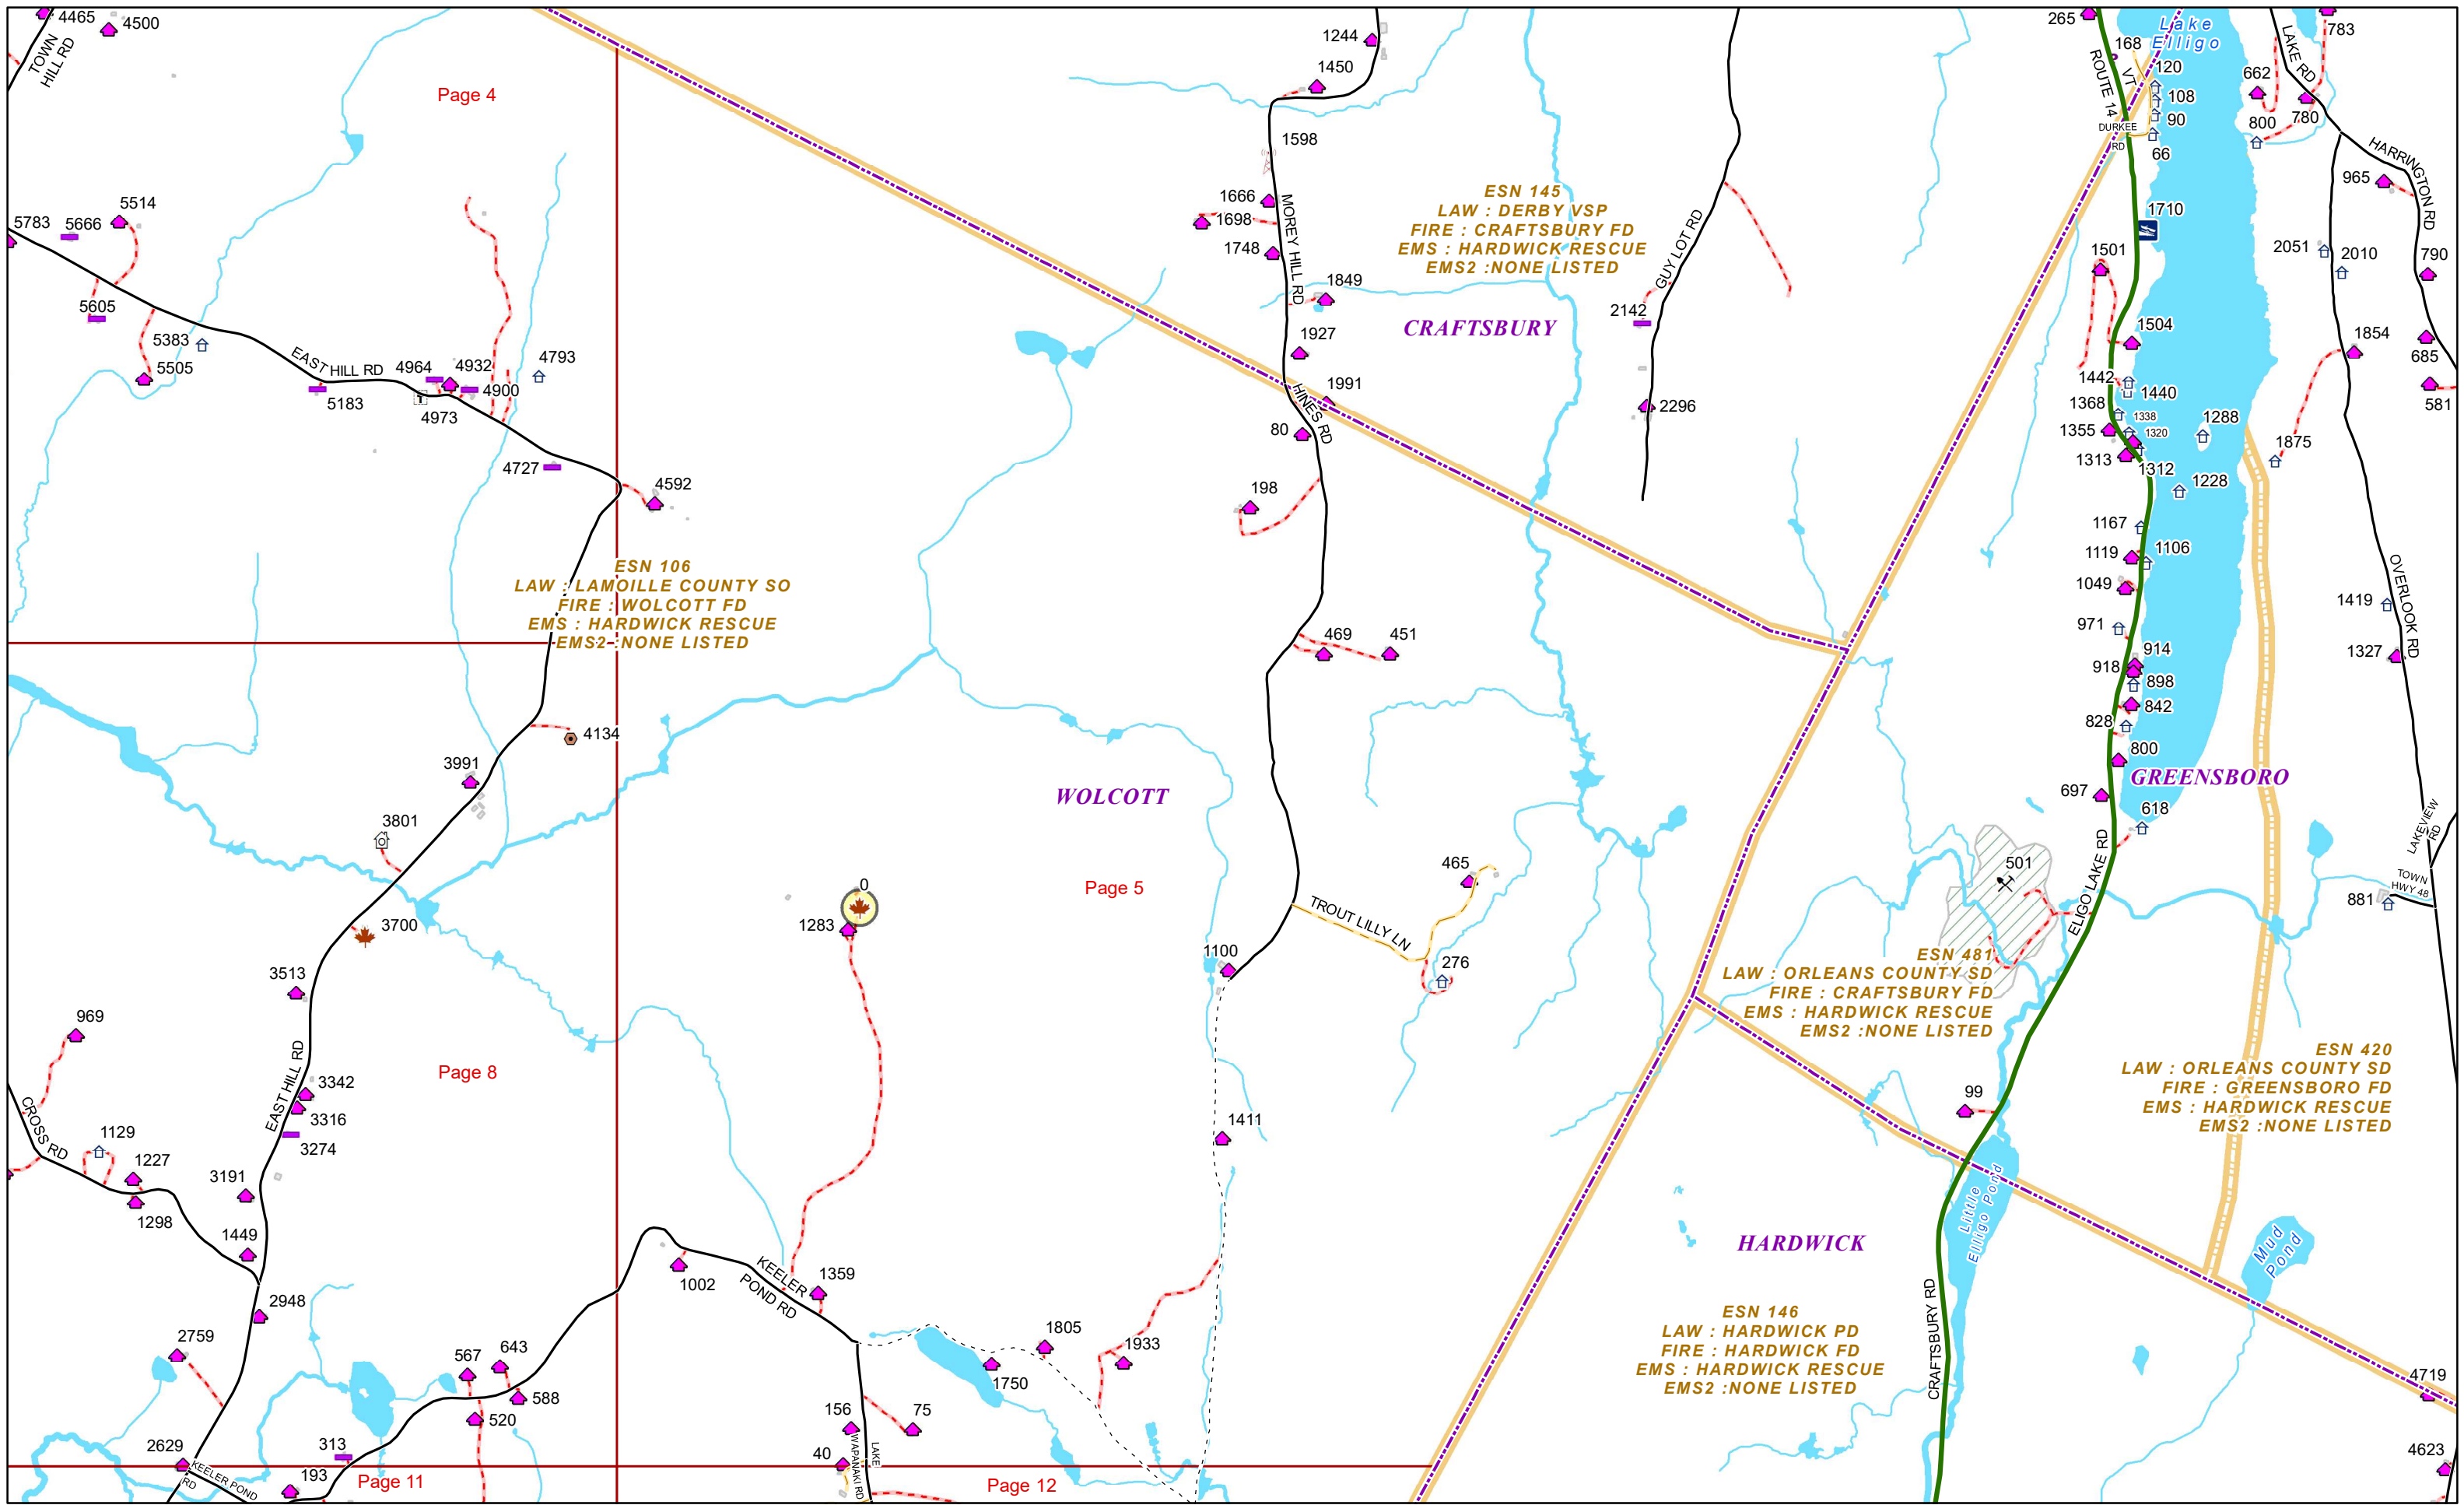 4465
4500
TOWN
HILL RD
Page 4
1244
1450
1598
1666
1698
1748
MOREY HILL RD
1849
1927
1991
HINES RD
80
198
ESN 145
LAW : DERBY VSP
FIRE : CRAFTSBURY FD
EMS : HARDWICK RESCUE
EMS2 :NONE LISTED
CRAFTSBURY
GUY LOT RD
2142
2296
265
168
VT
ROUTE 14
DURKEE
RD
Lake
Elligo
120
108
90
66
1710
1501
1504
1442
1440
1368
1338
1320
1355
1313
1312
1288
1228
1167
1119
1106
1049
971
914
918
898
842
828
800
697
618
GREENSBORO
LAKE RD
783
662
780
800
HARRINGTON RD
965
2051
2010
790
1854
685
581
1875
OVERLOOK RD
1419
1327
LAKEVIEW
RD
TOWN
HWY 48
881
5783
5666
5514
5605
5383
5505
EAST HILL RD
5183
4964
4932
4900
4973
4793
4727
4592
ESN 106
LAW : LAMOILLE COUNTY SO
FIRE : WOLCOTT FD
EMS : HARDWICK RESCUE
EMS2 :NONE LISTED
469
451
4134
3991
3801
3700
3513
WOLCOTT
0
1283
Page 5
1100
TROUT LILLY LN
465
276
501
ELIGO LAKE RD
ESN 481
LAW : ORLEANS COUNTY SD
FIRE : CRAFTSBURY FD
EMS : HARDWICK RESCUE
EMS2 :NONE LISTED
ESN 420
LAW : ORLEANS COUNTY SD
FIRE : GREENSBORO FD
EMS : HARDWICK RESCUE
EMS2 :NONE LISTED
99
969
Page 8
EAST HILL RD
3342
3316
3274
CROSS RD
1129
1227
1298
3191
1449
2948
2759
2629
KEELER POND
RD
193
313
567
643
588
520
Page 11
1002
KEELER
POND RD
1359
1411
1805
1933
1750
156
75
40
LAKE
WAPANAKI RD
Page 12
HARDWICK
ESN 146
LAW : HARDWICK PD
FIRE : HARDWICK FD
EMS : HARDWICK RESCUE
EMS2 :NONE LISTED
CRAFTSBURY RD
Little
Elligo Pond
Mud
Pond
4719
4623